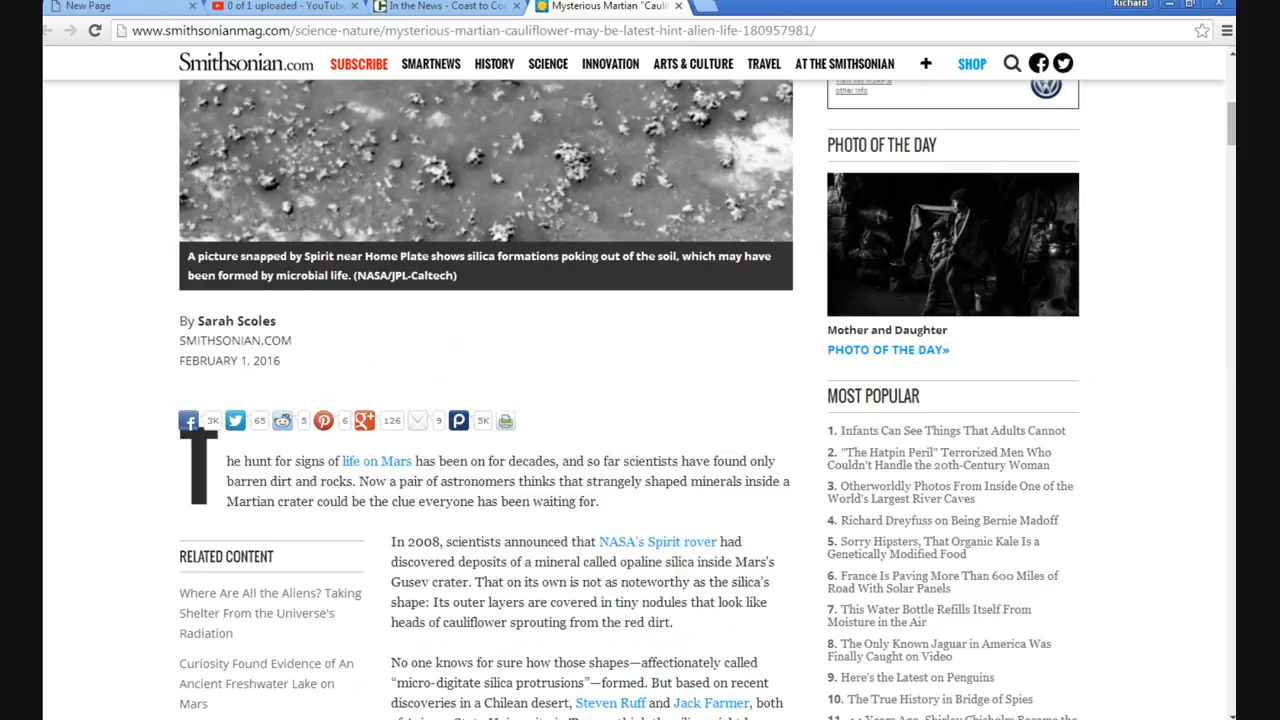 New Page
0 of 1 uploaded - YouTube
In the News - Coast to Co
Mysterious Martian "Cauli
Richard
www.smithsonianmag.com/science-nature/mysterious-martian-cauliflower-may-be-latest-hint-alien-life-180957981/
Smithsonian.com SUBSCRIBE SMARTNEWS HISTORY SCIENCE INNOVATION ARTS & CULTURE TRAVEL AT THE SMITHSONIAN + SHOP
other Info
A picture snapped by Spirit near Home Plate shows silica formations poking out of the soil, which may have
been formed by microbial life. (NASA/JPL-Caltech)
By Sarah Scoles
SMITHSONIAN.COM
FEBRUARY 1, 2016
3K 65 5 6 126 9 5K
The hunt for signs of life on Mars has been on for decades, and so far scientists have found only
barren dirt and rocks. Now a pair of astronomers thinks that strangely shaped minerals inside a
Martian crater could be the clue everyone has been waiting for.
RELATED CONTENT
Where Are All the Aliens? Taking
Shelter From the Universe's
Radiation
Curiosity Found Evidence of An
Ancient Freshwater Lake on
Mars
In 2008, scientists announced that NASA's Spirit rover had
discovered deposits of a mineral called opaline silica inside Mars's
Gusev crater. That on its own is not as noteworthy as the silica's
shape: Its outer layers are covered in tiny nodules that look like
heads of cauliflower sprouting from the red dirt.
No one knows for sure how those shapes—affectionately called
“micro-digitate silica protrusions”—formed. But based on recent
discoveries in a Chilean desert, Steven Ruff and Jack Farmer, both
PHOTO OF THE DAY
Mother and Daughter
PHOTO OF THE DAY»
MOST POPULAR
1. Infants Can See Things That Adults Cannot
2. "The Hatpin Peril" Terrorized Men Who
Couldn't Handle the 20th-Century Woman
3. Otherworldly Photos From Inside One of the
World's Largest River Caves
4. Richard Dreyfuss on Being Bernie Madoff
5. Sorry Hipsters, That Organic Kale Is a
Genetically Modified Food
6. France Is Paving More Than 600 Miles of
Road With Solar Panels
7. This Water Bottle Refills Itself From
Moisture in the Air
8. The Only Known Jaguar in America Was
Finally Caught on Video
9. Here's the Latest on Penguins
10. The True History in Bridge of Spies